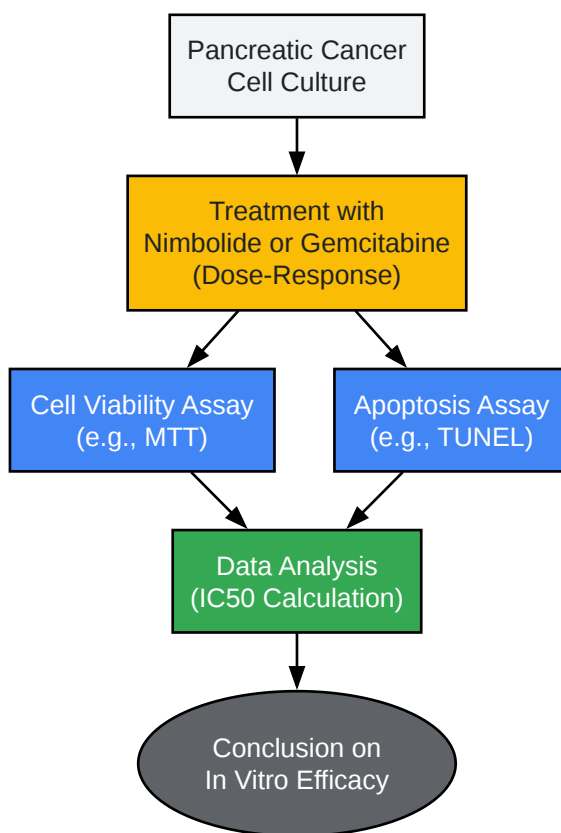 Pancreatic Cancer
Cell Culture
Treatment with
Nimbolide or Gemcitabine
(Dose-Response)
Cell Viability Assay
(e.g., MTT)
Apoptosis Assay
(e.g., TUNEL)
Data Analysis
(IC50 Calculation)
Conclusion on
In Vitro Efficacy